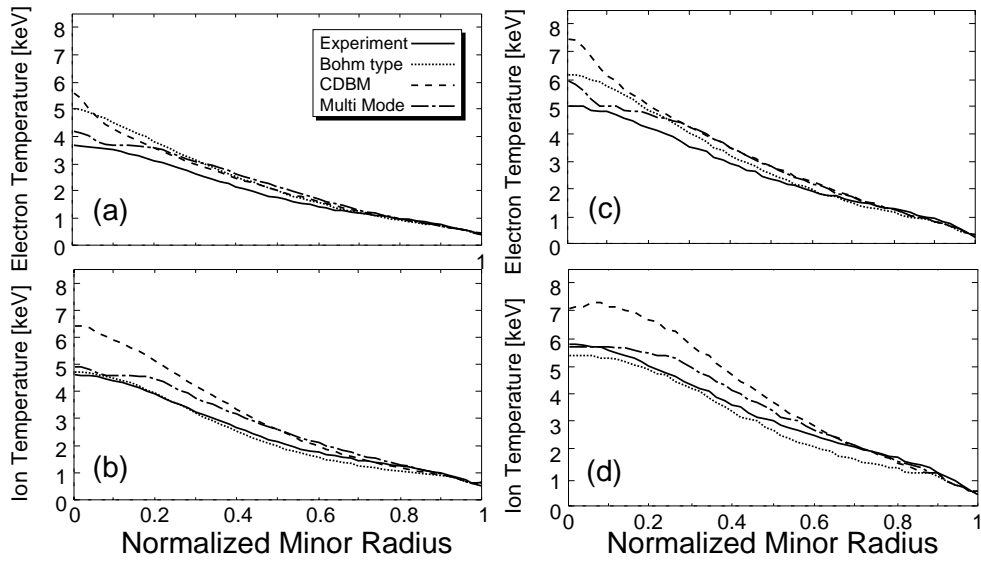 Electron Temperature [keV]
8
7
6
5
4
3
2
1
0
Experiment
Bohm type
CDBM
Multi Mode
(a)
1
Ion Temperature [keV]
8
7
6
5
4
3
2
1
0
(b)
0 0.2 0.4 0.6 0.8 1
Normalized Minor Radius
Electron Temperature [keV]
8
7
6
5
4
3
2
1
0
(c)
Ion Temperature [keV]
8
7
6
5
4
3
2
1
0
(d)
0 0.2 0.4 0.6 0.8 1
Normalized Minor Radius